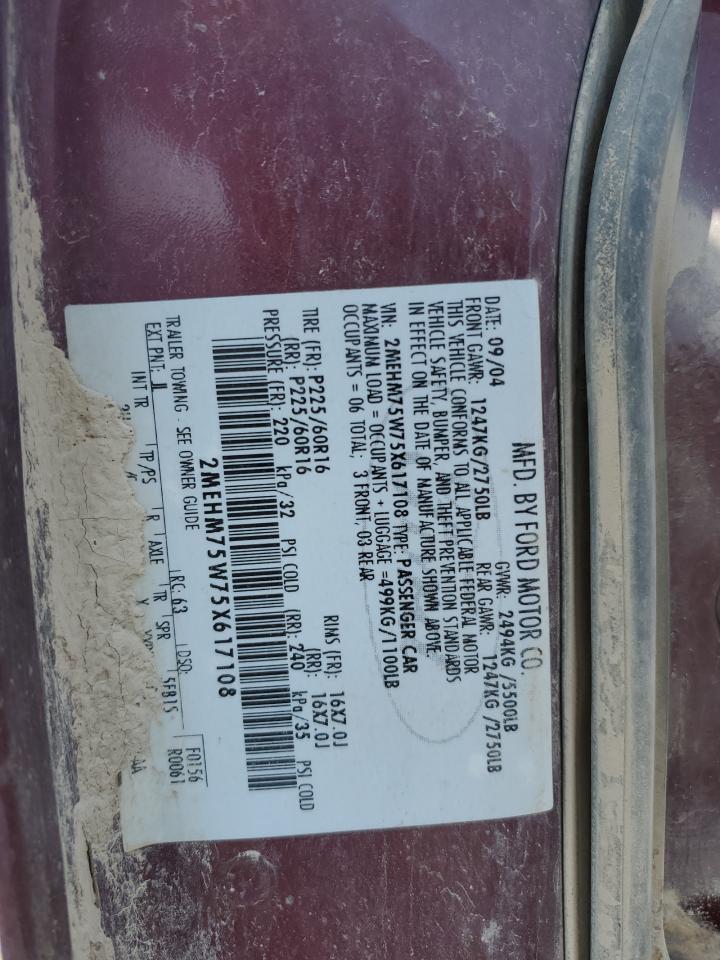 MFD. BY FORD MOTOR CO.
DATE: 09/04 GVWR: 2494KG /5500LB
FRONT GAWR: 1247KG/2750LB REAR GAWR: 1247KG /2750LB
THIS VEHICLE CONFORMS TO ALL APPLICABLE FEDERAL MOTOR
VEHICLE SAFETY, BUMPER, AND THEFT PREVENTION STANDARDS
IN EFFECT ON THE DATE OF MANUFACTURE SHOWN ABOVE.
VIN: 2MEHM75W75X617108 TYPE: PASSENGER CAR
MAXIMUM LOAD = OCCUPANTS + LUGGAGE =499KG/1100LB
OCCUPANTS = 06 TOTAL; 3 FRONT, 03 REAR
TIRE (FR): P225/60R16 RIMS (FR): 16X7.0J
(RR): P225/60R16 (RR): 16X7.0J
PRESSURE (FR): 220 kPa/32 PSI COLD (RR): 240 kPa/35 PSI COLD
2MEHM75W75X617108
TRAILER TOWING - SEE OWNER GUIDE F0156
EXT PNT: JL RC: 63 DSO: R0061
INT TR TP/PS R AXLE TR SPR 5FB15
Y AA